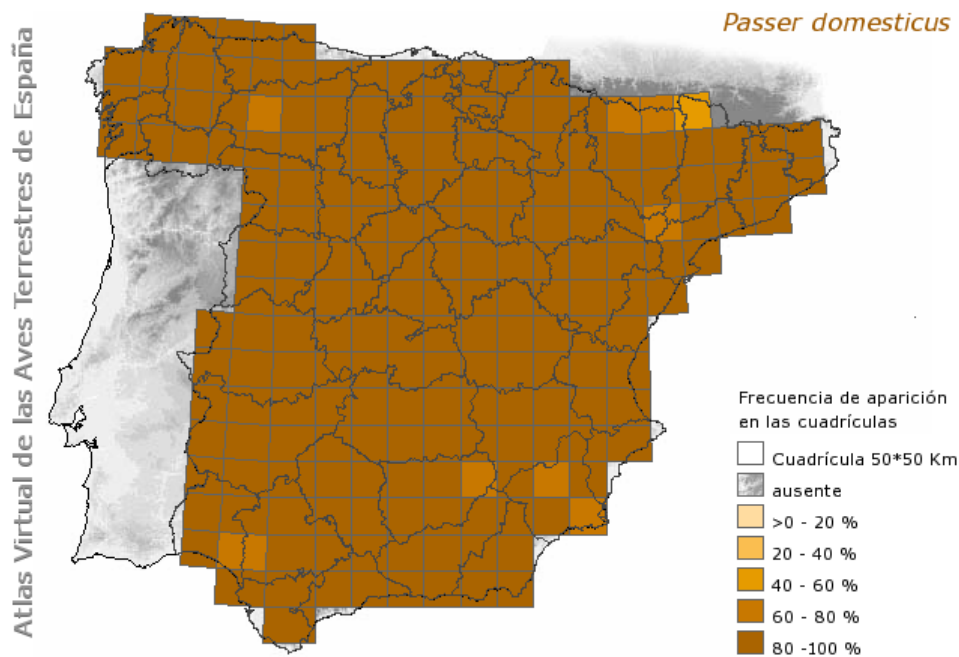 Passer domesticus
Atlas Virtual de las Aves Terrestres de España
Frecuencia de aparición
en las cuadrículas
Cuadrícula 50*50 Km
ausente
>0 - 20 %
20 - 40 %
40 - 60 %
60 - 80 %
80 -100 %